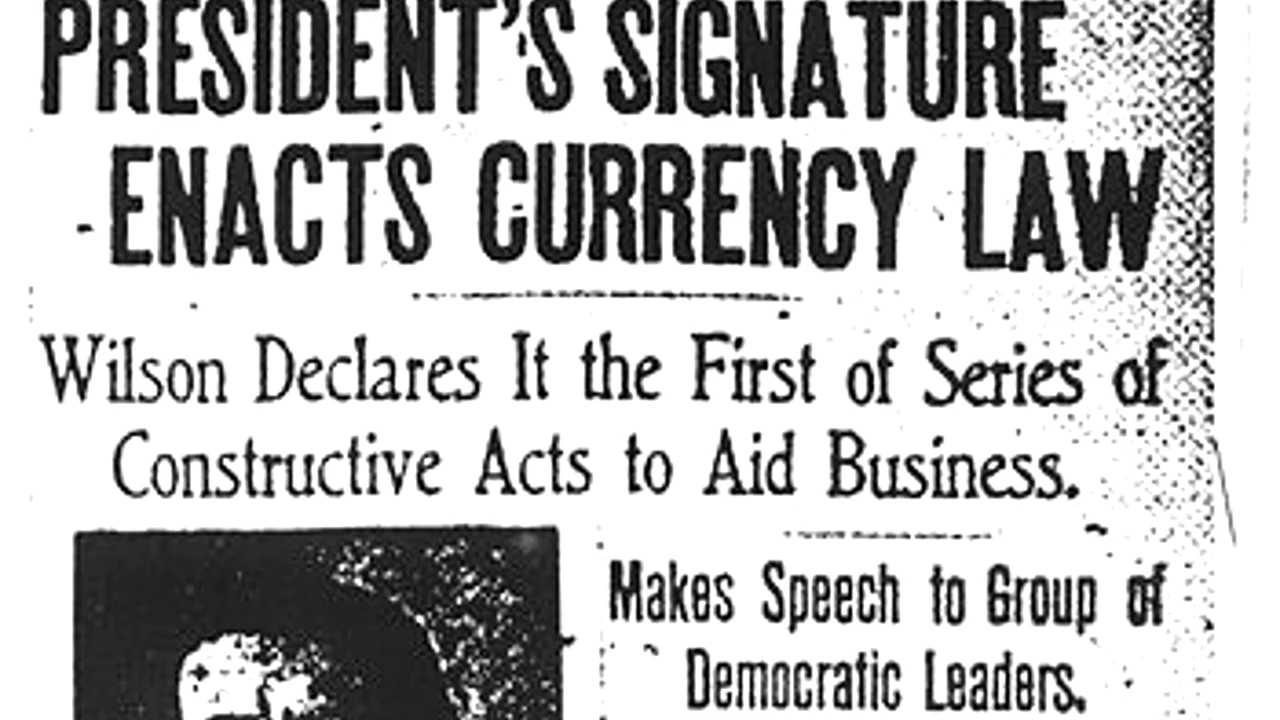 PRESIDENT'S SIGNATURE
ENACTS CURRENCY LAW
Wilson Declares It the First of Series of
Constructive Acts to Aid Business.
Makes Speech to Group of
Democratic Leaders.